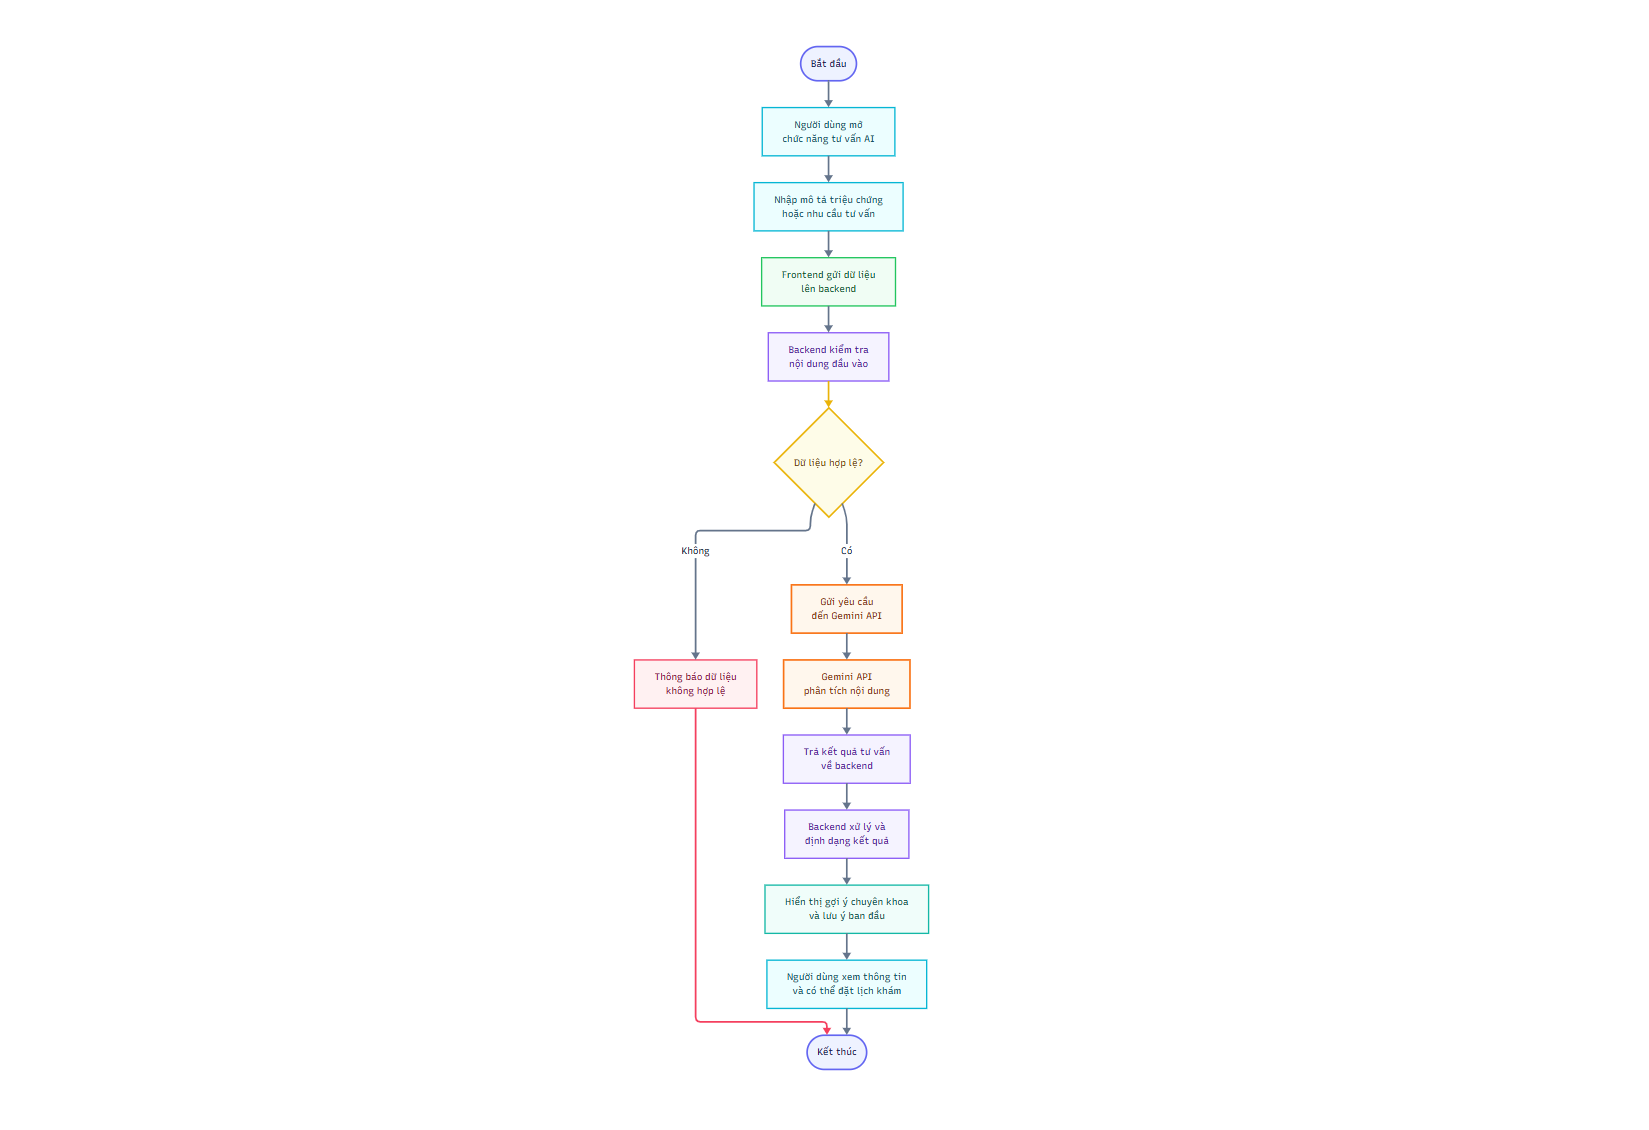 Bắt đầu
Người dùng mở
chức năng tư vấn AI
Nhập mô tả triệu chứng
hoặc nhu cầu tư vấn
Frontend gửi dữ liệu
lên backend
Backend kiểm tra
nội dung đầu vào
Dữ liệu hợp lệ?
Không
Có
Gửi yêu cầu
đến Gemini API
Thông báo dữ liệu
không hợp lệ
Gemini API
phân tích nội dung
Trả kết quả tư vấn
về backend
Backend xử lý và
định dạng kết quả
Hiển thị gợi ý chuyên khoa
và lưu ý ban đầu
Người dùng xem thông tin
và có thể đặt lịch khám
Kết thúc